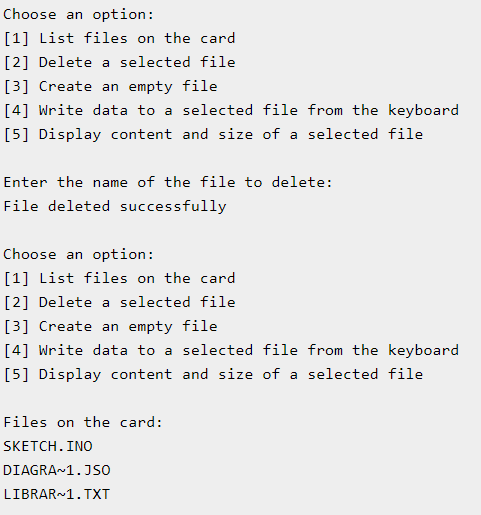 Choose an option:
[1] List files on the card
[2] Delete a selected file
[3] Create an empty file
[4] Write data to a selected file from the keyboard
[5] Display content and size of a selected file
Enter the name of the file to delete:
File deleted successfully
Choose an option:
[1] List files on the card
[2] Delete a selected file
[3] Create an empty file
[4] Write data to a selected file from the keyboard
[5] Display content and size of a selected file
Files on the card:
SKETCH.INO
DIAGRA~1.JSO
LIBRAR~1.TXT